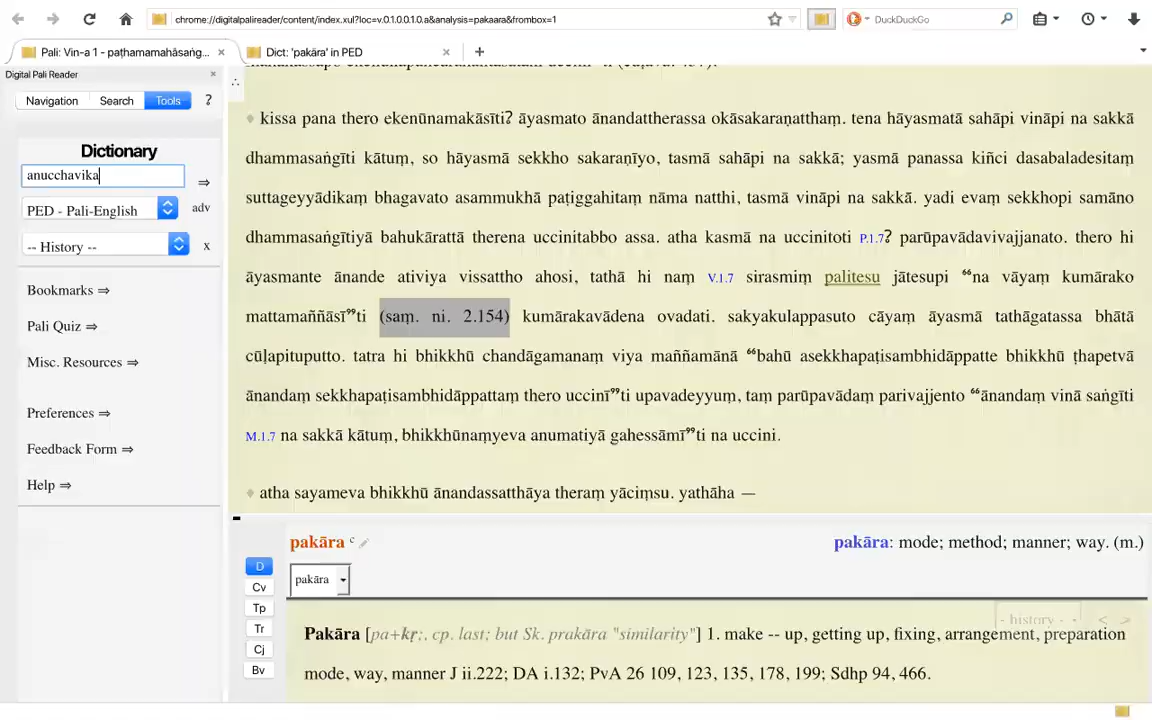 chrome://digitalpalireader/content/index.xul?loc=v.0.1.0.0.1.0.a&analysis=pakaara&frombox=1
DuckDuckGo
Pali: Vin-a 1 - paṭhamamahāsaṅg...
Dict: 'pakāra' in PED
Digital Pali Reader
Navigation Search Tools ?
Dictionary
anucchavika
PED - Pali-English adv
-- History -- x
Bookmarks ⇒
Pali Quiz ⇒
Misc. Resources ⇒
Preferences ⇒
Feedback Form ⇒
Help ⇒
kissa pana thero ekenūnamakāsīti? āyasmato ānandattherassa okāsakaraṇatthaṃ. tena hāyasmatā sahāpi vināpi na sakkā
dhammasaṅgīti kātuṃ, so hāyasmā sekkho sakaraṇīyo, tasmā sahāpi na sakkā; yasmā panassa kiñci dasabaladesitaṃ
suttageyyādikaṃ bhagavato asammukhā paṭiggahitaṃ nāma natthi, tasmā vināpi na sakkā. yadi evaṃ sekkhopi samāno
dhammasaṅgītiyā bahukārattā therena uccinitabbo assa. atha kasmā na uccinitoti P.1.7? parūpavādavivajjanato. thero hi
āyasmante ānande ativiya vissattho ahosi, tathā hi naṃ V.1.7 sirasmiṃ palitesu jātesupi “na vāyaṃ kumārako
mattamaññāsī”ti (saṃ. ni. 2.154) kumārakavādena ovadati. sakyakulappasuto cāyaṃ āyasmā tathāgatassa bhātā
cūḷapituputto. tatra hi bhikkhū chandāgamanaṃ viya maññamānā “bahū asekkhapaṭisambhidāppatte bhikkhū ṭhapetvā
ānandaṃ sekkhapaṭisambhidāppattaṃ thero uccinī”ti upavadeyyuṃ, taṃ parūpavādaṃ parivajjento “ānandaṃ vinā saṅgīti
M.1.7 na sakkā kātuṃ, bhikkhūnaṃyeva anumatiyā gahessāmī”ti na uccini.
atha sayameva bhikkhū ānandassatthāya theraṃ yāciṃsu. yathāha —
pakāra c
pakāra: mode; method; manner; way. (m.)
D
Cv
Tp
Tr
Cj
Bv
pakāra
- history -
< >
Pakāra [pa+kṛ;, cp. last; but Sk. prakāra "similarity"] 1. make -- up, getting up, fixing, arrangement, preparation
mode, way, manner J ii.222; DA i.132; PvA 26 109, 123, 135, 178, 199; Sdhp 94, 466.